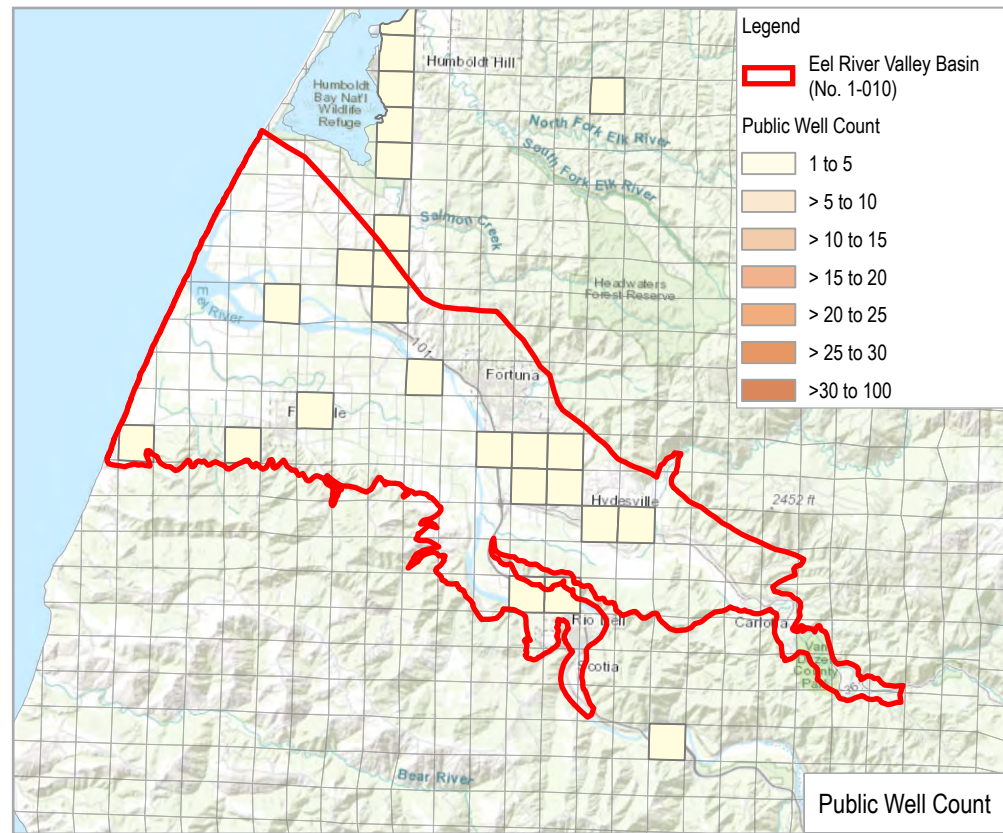 Legend
Eel River Valley Basin
(No. 1-010)
Public Well Count
1 to 5
> 5 to 10
> 10 to 15
> 15 to 20
> 20 to 25
> 25 to 30
>30 to 100
Humboldt Hill
Humboldt
Bay Nat'l
Wildlife
Refuge
North Fork Elk River
South Fork Elk River
Salmon Creek
Headwaters
Forest Reserve
Eel River
101
Fortuna
Hydesville
2452 ft
Rio Dell
Carlotta
Scotia
County
36
Bear River
Public Well Count